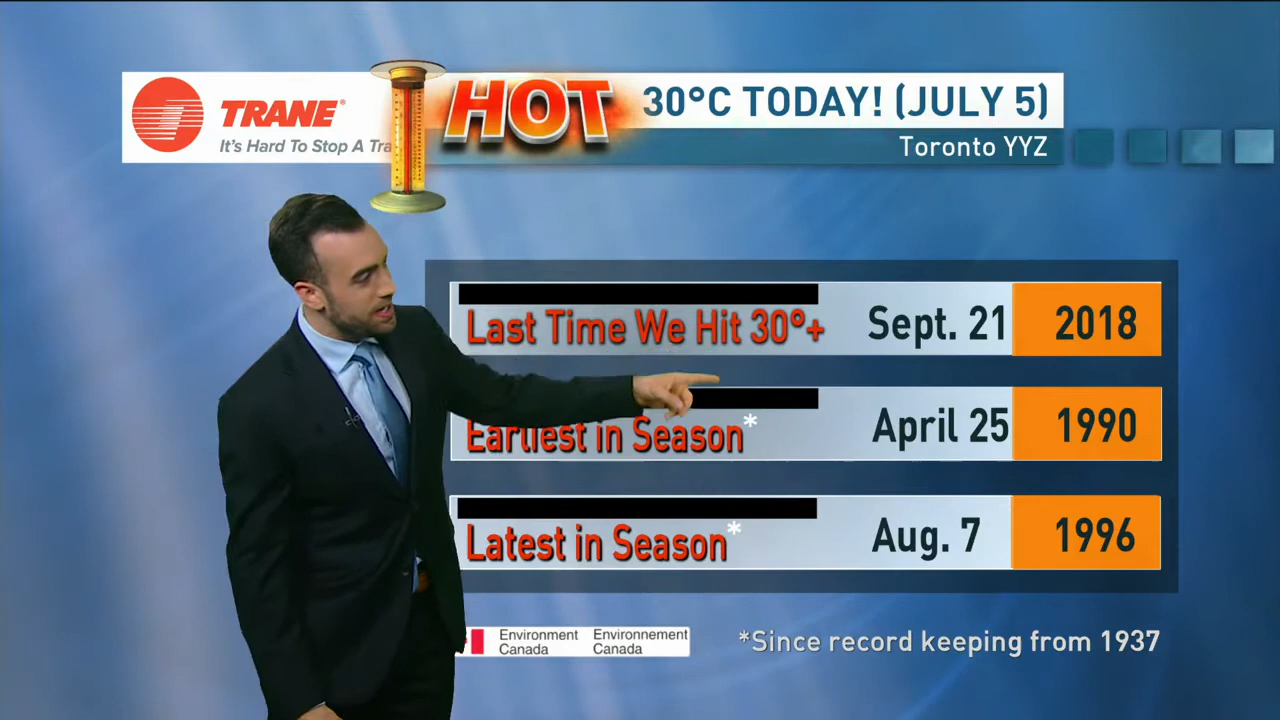 TRANE®
It's Hard To Stop A Tra
HOT 30°C TODAY! (JULY 5)
Toronto YYZ
Last Time We Hit 30°+ Sept. 21 2018
Earliest in Season* April 25 1990
Latest in Season* Aug. 7 1996
Environment Canada
Environnement Canada
*Since record keeping from 1937